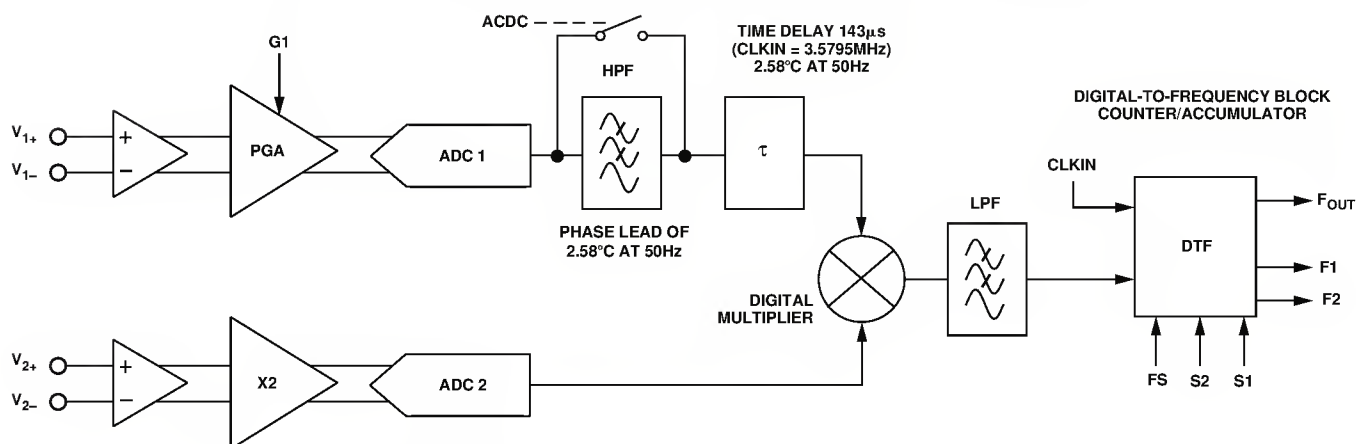 ACDC
G1
TIME DELAY 143µs
(CLKIN = 3.5795MHz)
2.58°C AT 50Hz
HPF
V1+
V1–
+
–
PGA
ADC 1
τ
PHASE LEAD OF
2.58°C AT 50Hz
DIGITAL-TO-FREQUENCY BLOCK
COUNTER/ACCUMULATOR
CLKIN
LPF
DTF
FOUT
F1
F2
DIGITAL
MULTIPLIER
V2+
V2–
+
–
X2
ADC 2
FS
S2
S1